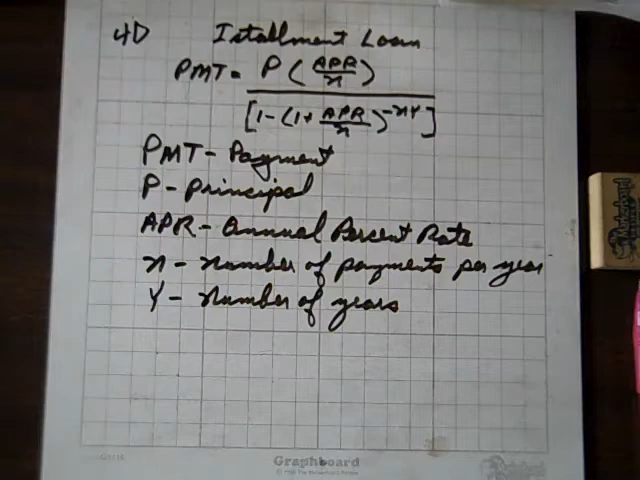 4D Istallment Loan
PMT = P ( APR / n )
[ 1 - ( 1 + APR / n )^-nY ]
PMT - Payment
P - Principal
APR - Annual Percent Rate
n - number of payments per year
Y - Number of years
Graphboard